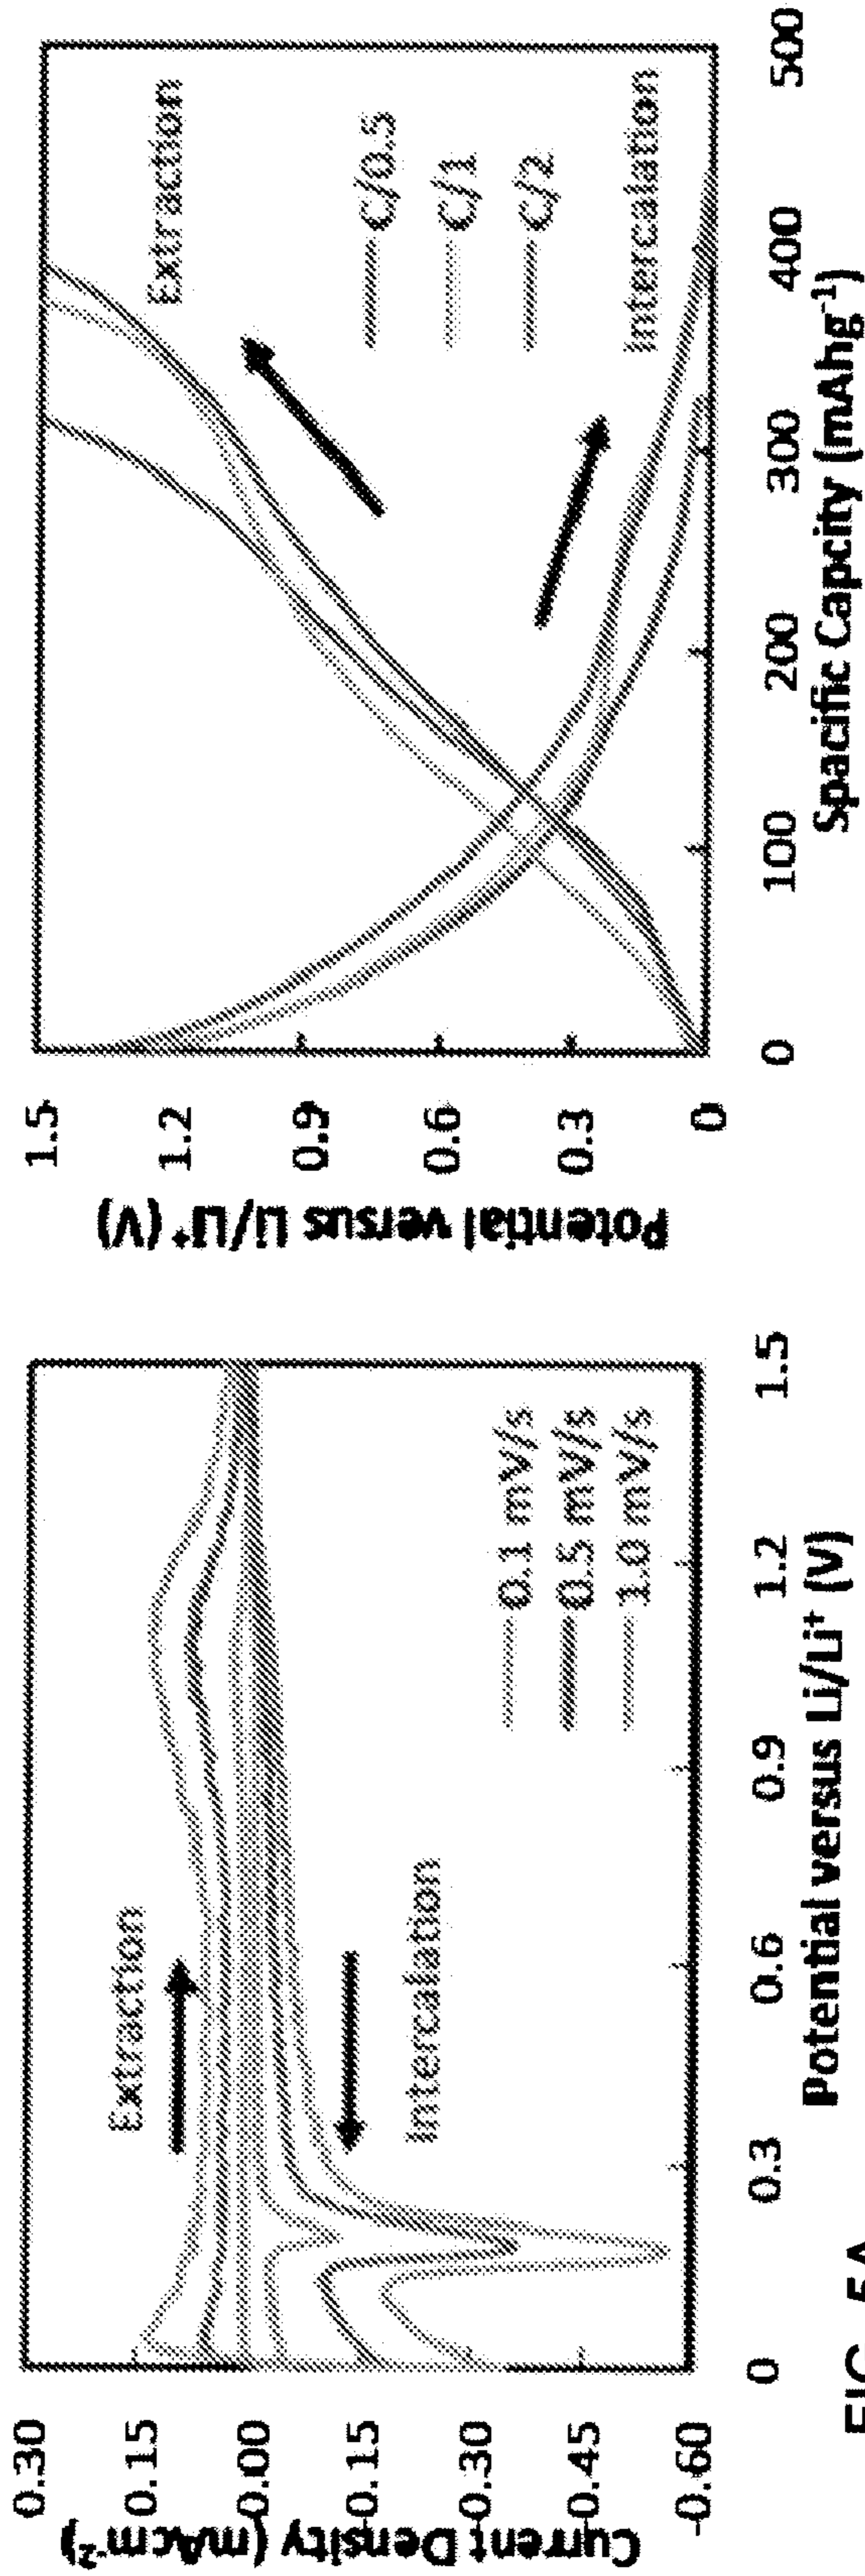 0.30
0.15
0.00
-0.15
-0.30
-0.45
-0.60
Current Density (mAcm⁻²)
Extraction
Intercalation
0.1 mV/s
0.5 mV/s
1.0 mV/s
0
0.3
0.6
0.9
1.2
1.5
Potential versus Li/Li⁺ (V)
1.5
1.2
0.9
0.6
0.3
0
Potential versus Li/Li⁺ (V)
Extraction
C/0.5
C/1
C/2
Intercalation
0
100
200
300
400
500
Spacific Capcity (mAhg⁻¹)
FIG. 5A